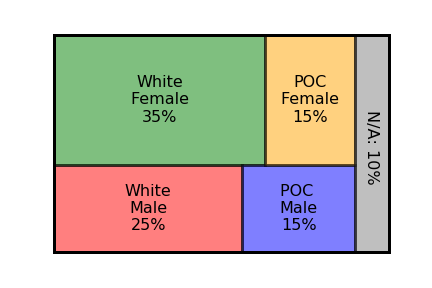 White
Female
35%
POC
Female
15%
N/A: 10%
White
Male
25%
POC
Male
15%